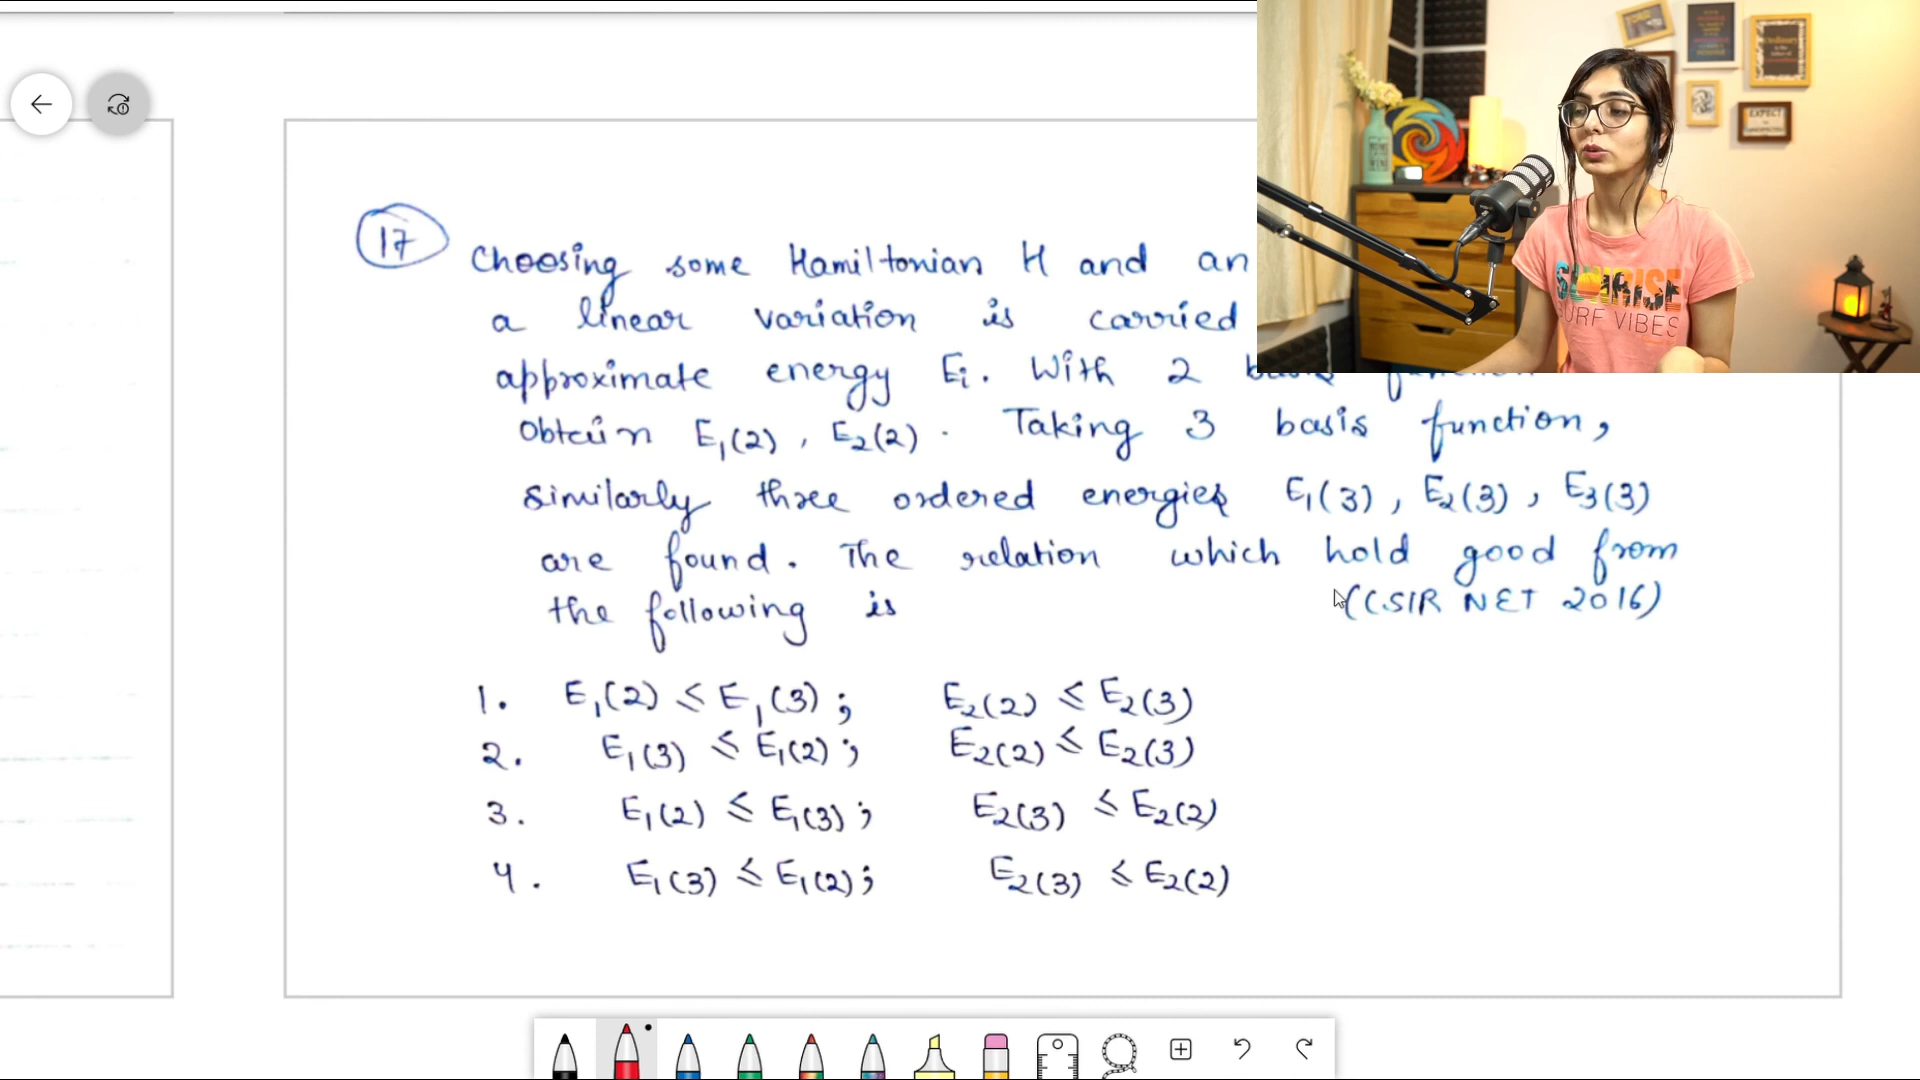 17
Choosing some Hamiltonian H and an
a linear variation is carried
approximate energy Ei. With 2
Obtain E₁(2), E₂(2). Taking 3 basis function,
similarly three ordered energies E₁(3), E₂(3), E₃(3)
are found. The relation which hold good from
the following is (CSIR NET 2016)
1. E₁(2) ≤ E₁(3); E₂(2) ≤ E₂(3)
2. E₁(3) ≤ E₁(2); E₂(2) ≤ E₂(3)
3. E₁(2) ≤ E₁(3); E₂(3) ≤ E₂(2)
4. E₁(3) ≤ E₁(2); E₂(3) ≤ E₂(2)
SUNRISE
SURF VIBES
EXPECT